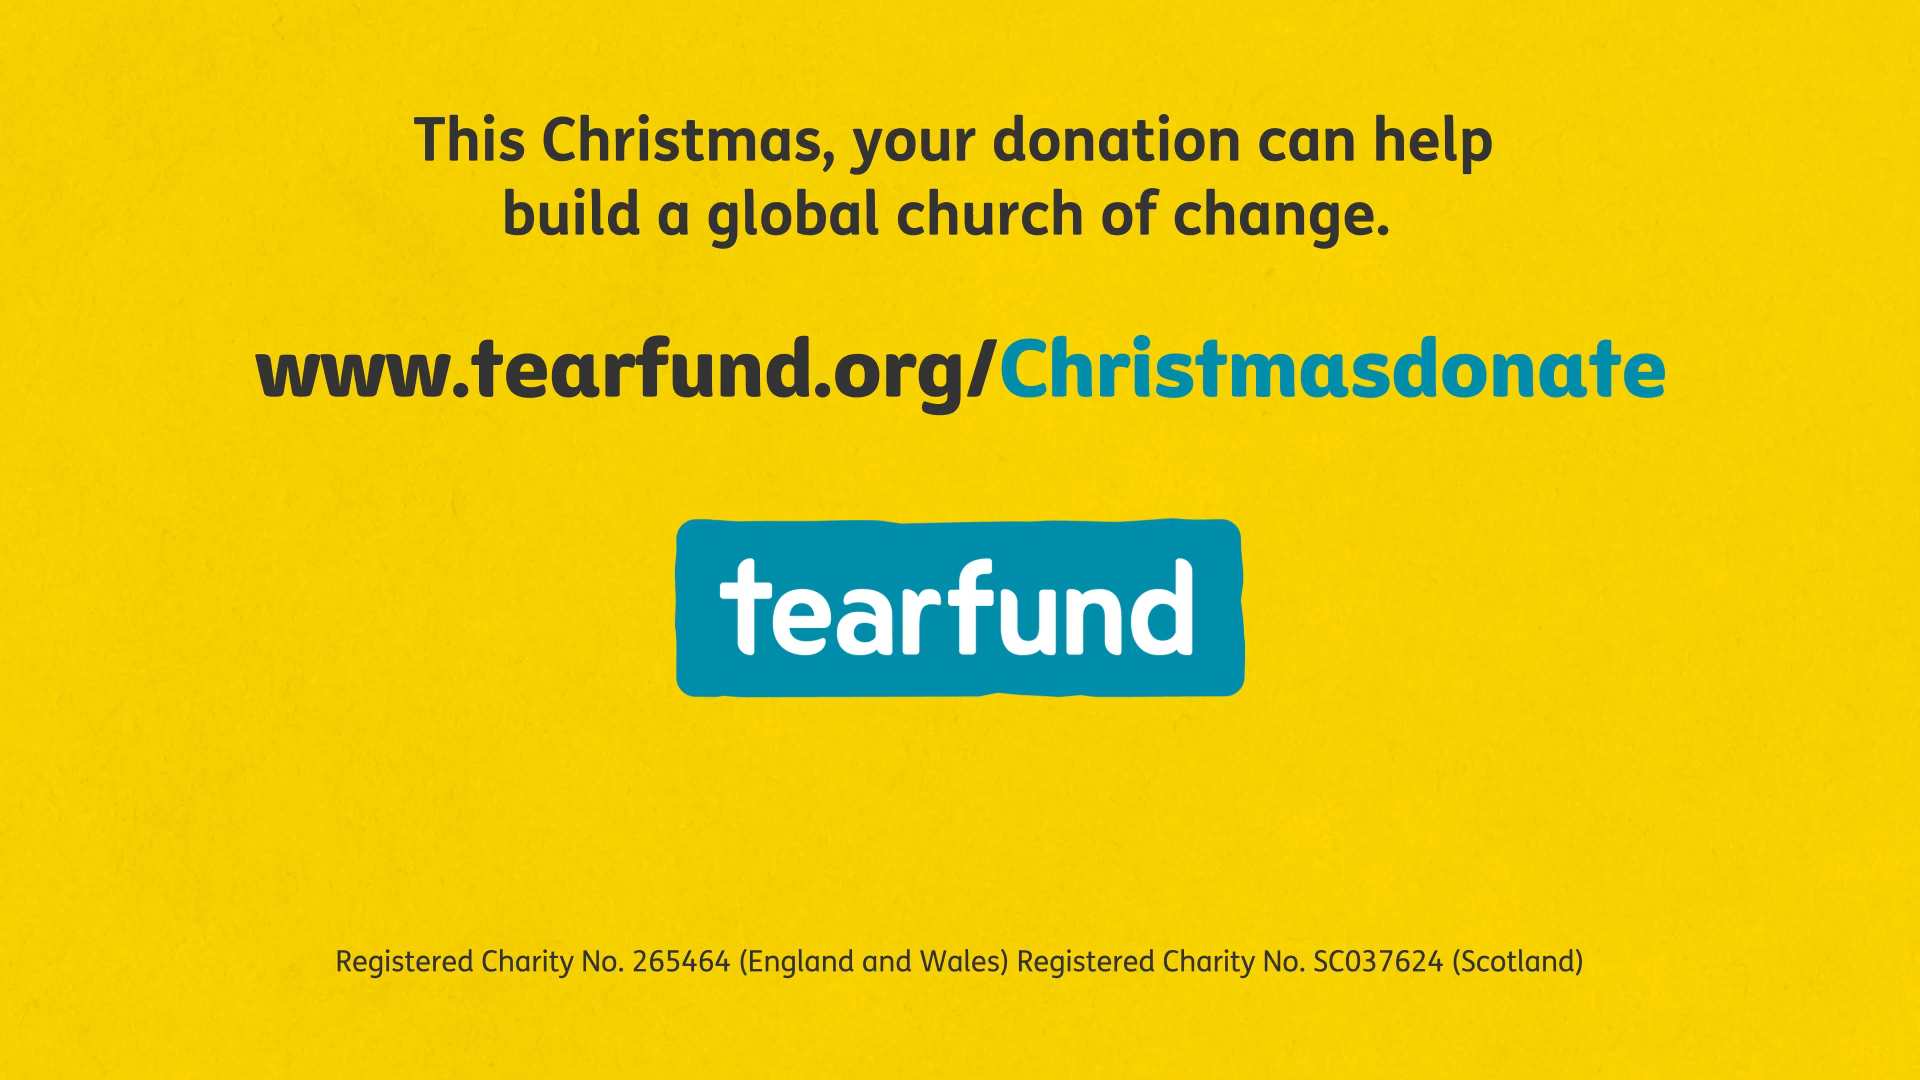 This Christmas, your donation can help
build a global church of change.
www.tearfund.org/Christmasdonate
tearfund
Registered Charity No. 265464 (England and Wales) Registered Charity No. SC037624 (Scotland)